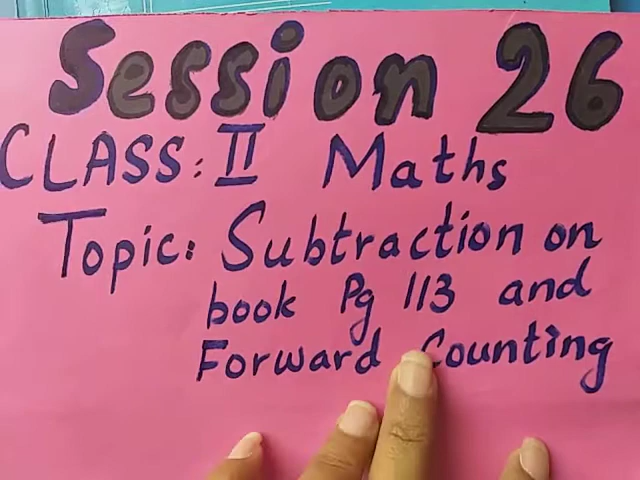 Session 26
CLASS: II Maths
Topic: Subtraction on
book Pg 113 and
Forward Counting